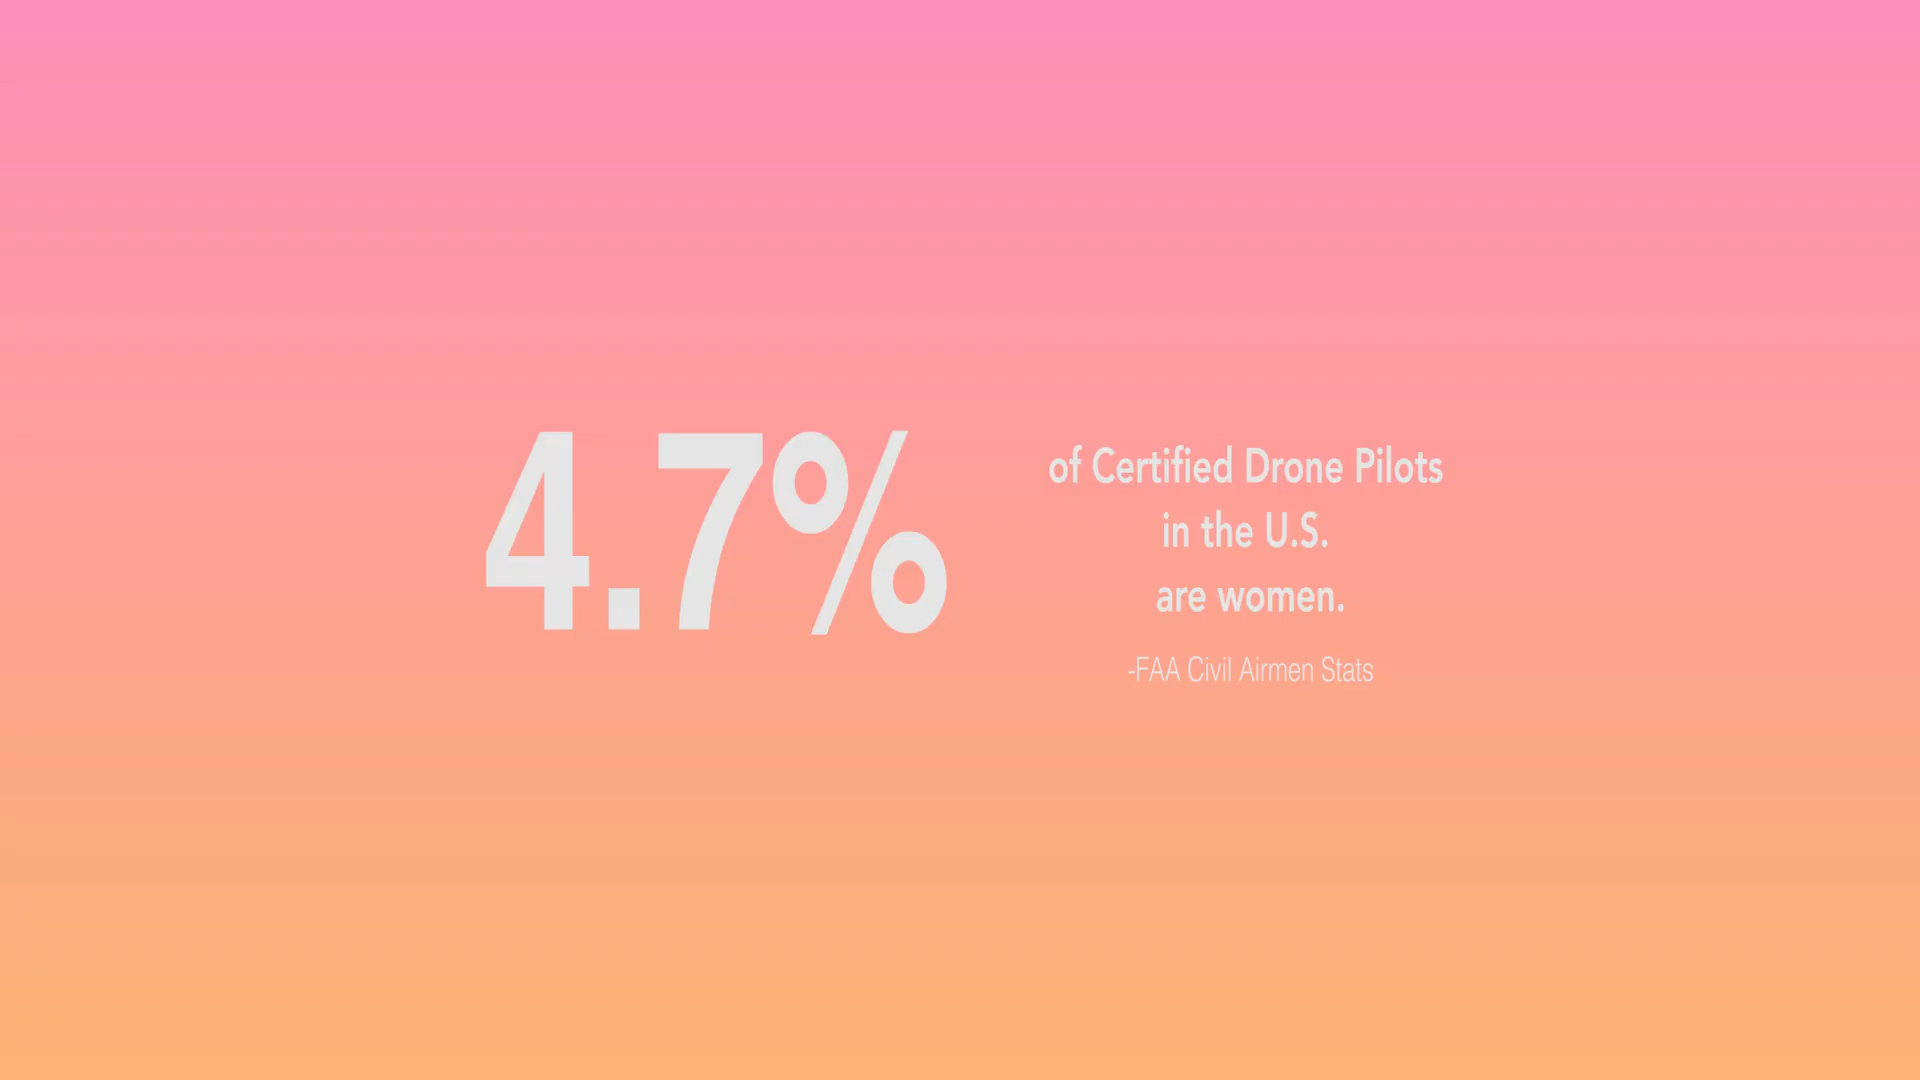 4.7%
of Certified Drone Pilots
in the U.S.
are women.
-FAA Civil Airmen Stats